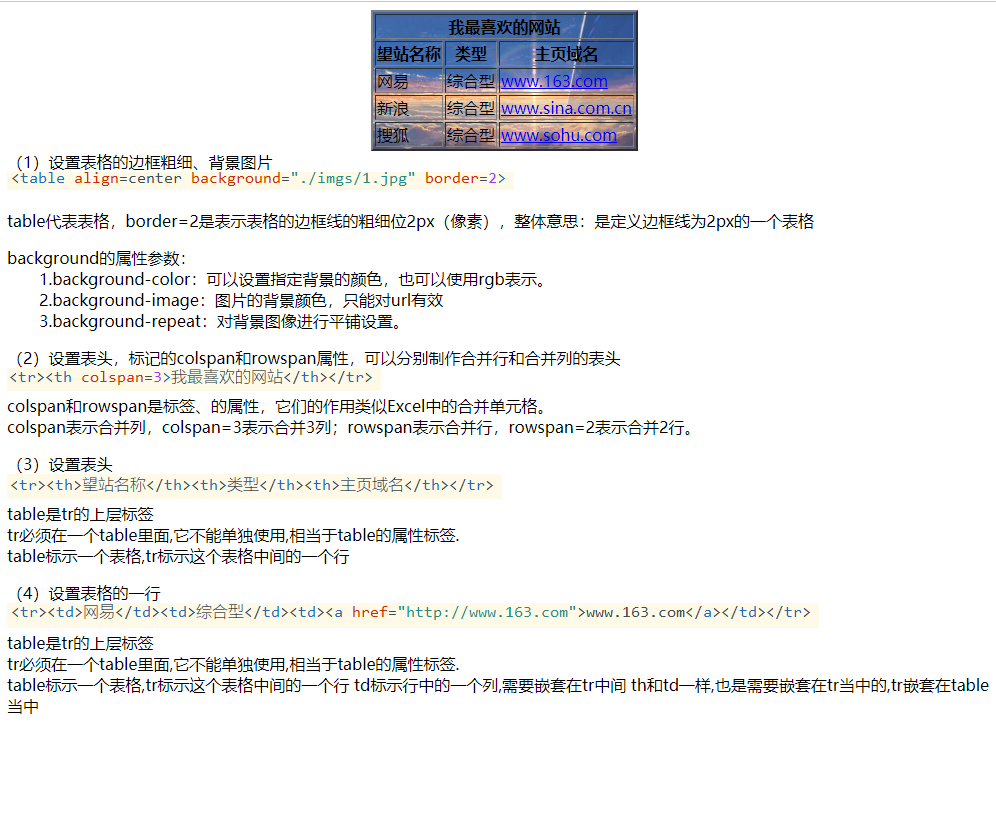 我最喜欢的网站
望站名称 类型 主页域名
网易 综合型 www.163.com
新浪 综合型 www.sina.com.cn
搜狐 综合型 www.sohu.com
（1）设置表格的边框粗细、背景图片
<table align=center background="./imgs/1.jpg" border=2>
table代表表格，border=2是表示表格的边框线的粗细位2px（像素），整体意思：是定义边框线为2px的一个表格
background的属性参数：
1.background-color：可以设置指定背景的颜色，也可以使用rgb表示。
2.background-image：图片的背景颜色，只能对url有效
3.background-repeat：对背景图像进行平铺设置。
（2）设置表头，标记的colspan和rowspan属性，可以分别制作合并行和合并列的表头
<tr><th colspan=3>我最喜欢的网站</th></tr>
colspan和rowspan是标签、的属性，它们的作用类似Excel中的合并单元格。
colspan表示合并列，colspan=3表示合并3列；rowspan表示合并行，rowspan=2表示合并2行。
（3）设置表头
<tr><th>望站名称</th><th>类型</th><th>主页域名</th></tr>
table是tr的上层标签
tr必须在一个table里面,它不能单独使用,相当于table的属性标签.
table标示一个表格,tr标示这个表格中间的一个行
（4）设置表格的一行
<tr><td>网易</td><td>综合型</td><td><a href="http://www.163.com">www.163.com</a></td></tr>
table是tr的上层标签
tr必须在一个table里面,它不能单独使用,相当于table的属性标签.
table标示一个表格,tr标示这个表格中间的一个行 td标示行中的一个列,需要嵌套在tr中间 th和td一样,也是需要嵌套在tr当中的,tr嵌套在table
当中